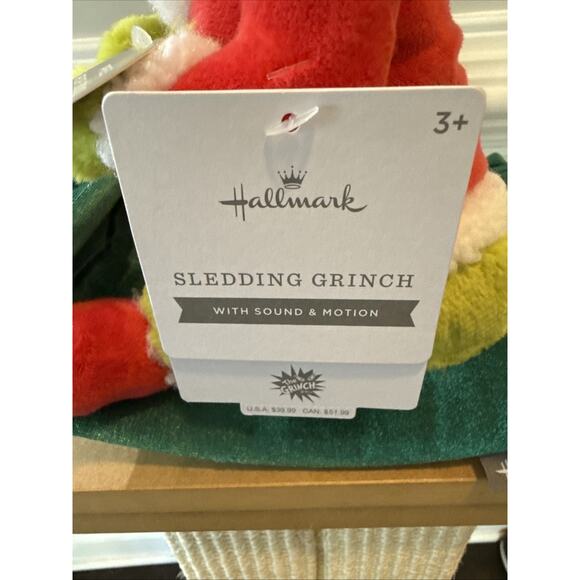 3+
Hallmark
SLEDDING GRINCH
WITH SOUND & MOTION
The GRINCH
U.S.A. $39.99 CAN. $51.99